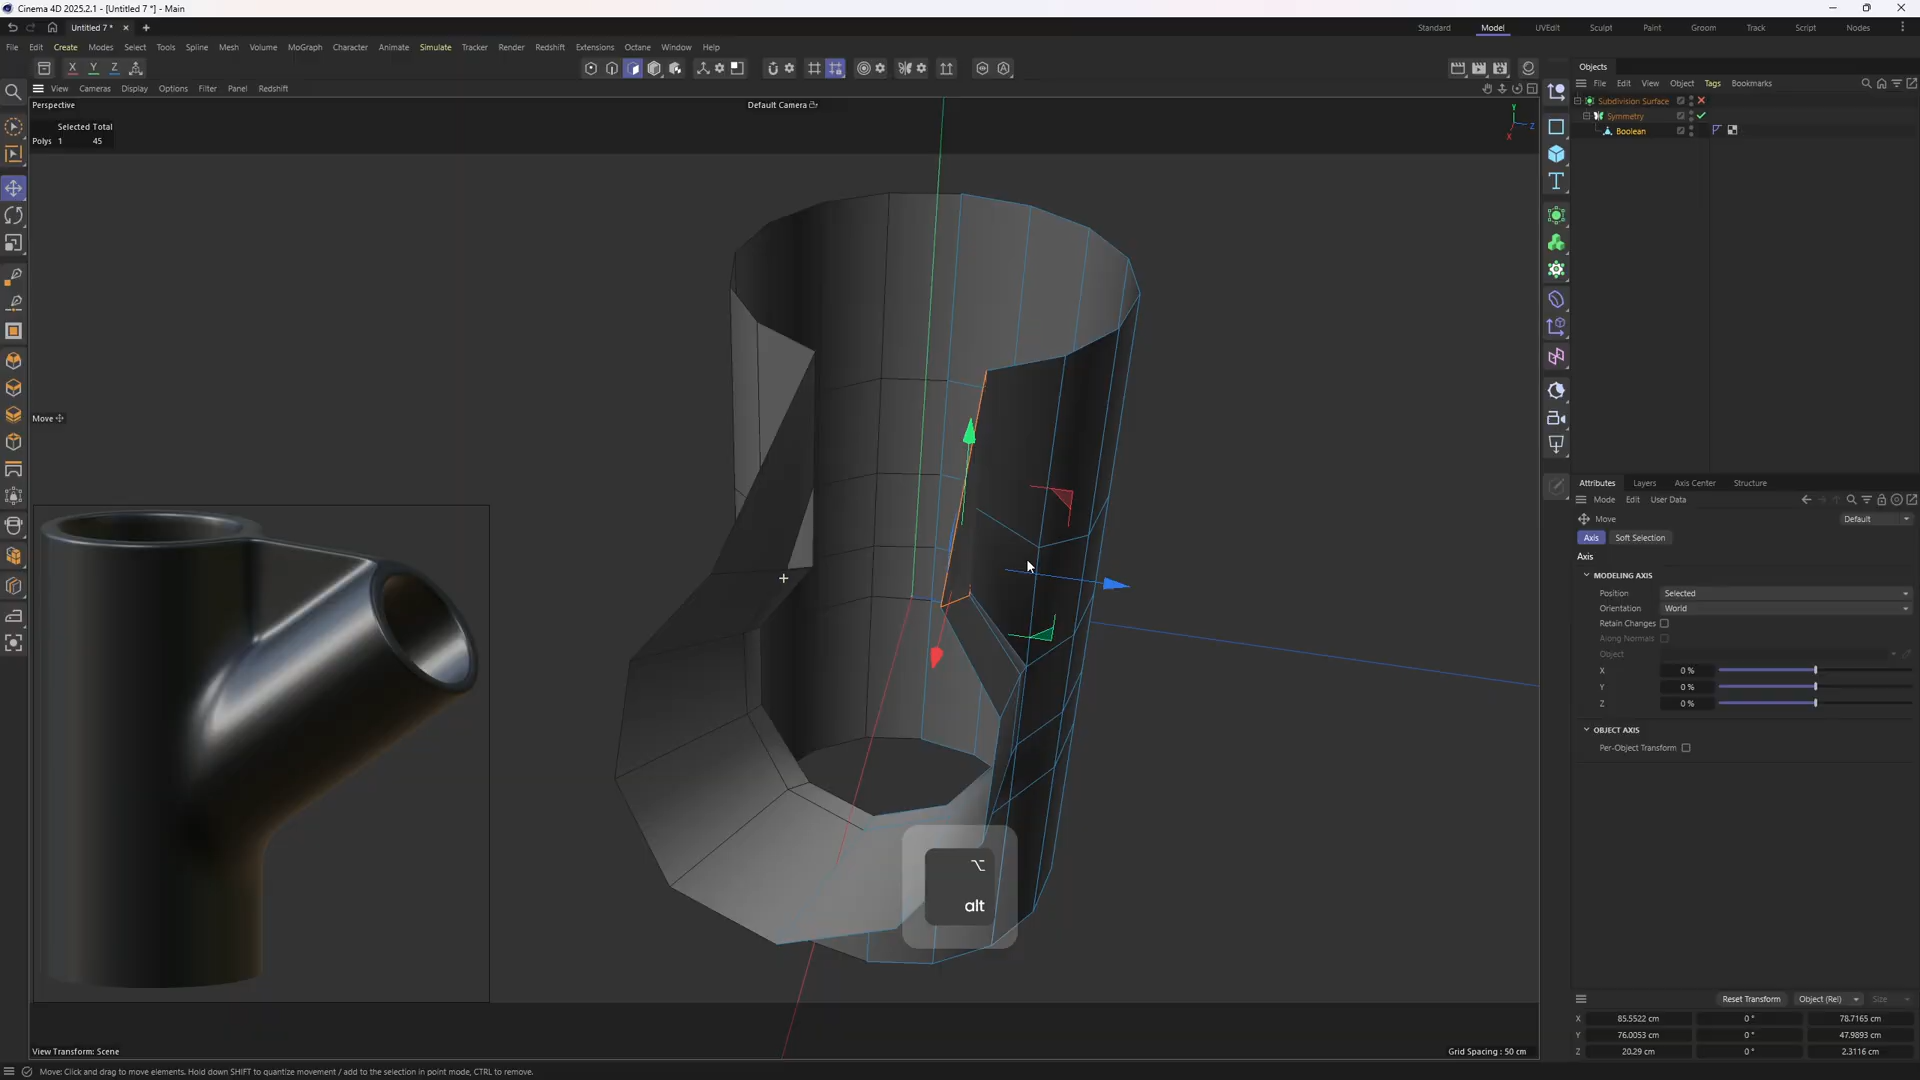 Cinema 4D 2025.2.1 - [Untitled 7 *] - Main
Untitled 7 *
Standard
Model
UVEdit
Sculpt
Paint
Groom
Track
Script
Nodes
File Edit Create Modes Select Tools Spline Mesh Volume MoGraph Character Animate Simulate Tracker Render Redshift Extensions Octane Window Help
X Y Z
View Cameras Display Options Filter Panel Redshift
Perspective
Default Camera
Selected Total
Polys 1 45
Y
Z
X
Move
alt
View Transform: Scene
Grid Spacing : 50 cm
Objects
File Edit View Object Tags Bookmarks
Subdivision Surface
Symmetry
Boolean
Attributes Layers Axis Center Structure
Mode Edit User Data
Move
Default
Axis
Soft Selection
Axis
MODELING AXIS
Position Selected
Orientation World
Retain Changes
Along Normals
Object
X 0 %
Y 0 %
Z 0 %
OBJECT AXIS
Per-Object Transform
Reset Transform Object (Rel) Size
X 85.5522 cm 0 ° 78.7165 cm
Y 76.0053 cm 0 ° 47.9893 cm
Z 20.29 cm 0 ° 2.3116 cm
Move: Click and drag to move elements. Hold down SHIFT to quantize movement / add to the selection in point mode, CTRL to remove.